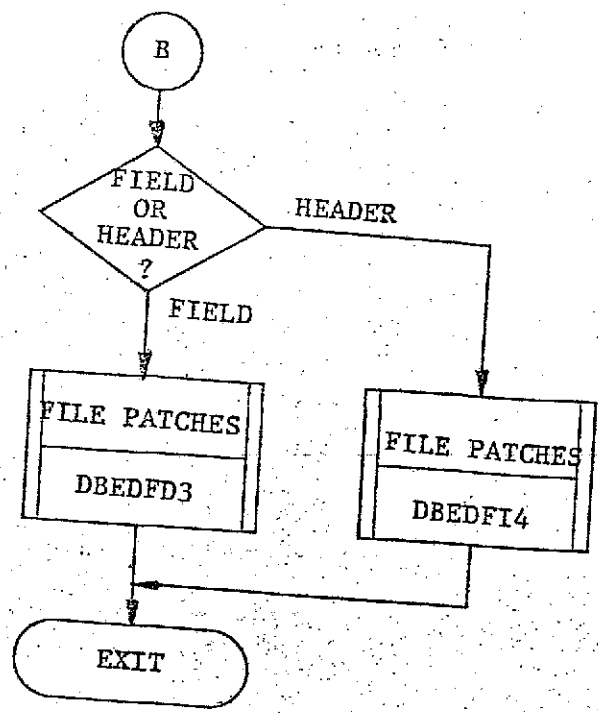 B
FIELD
OR
HEADER
?
HEADER
FIELD
FILE PATCHES
DBEDFD3
FILE PATCHES
DBEDFI4
EXIT